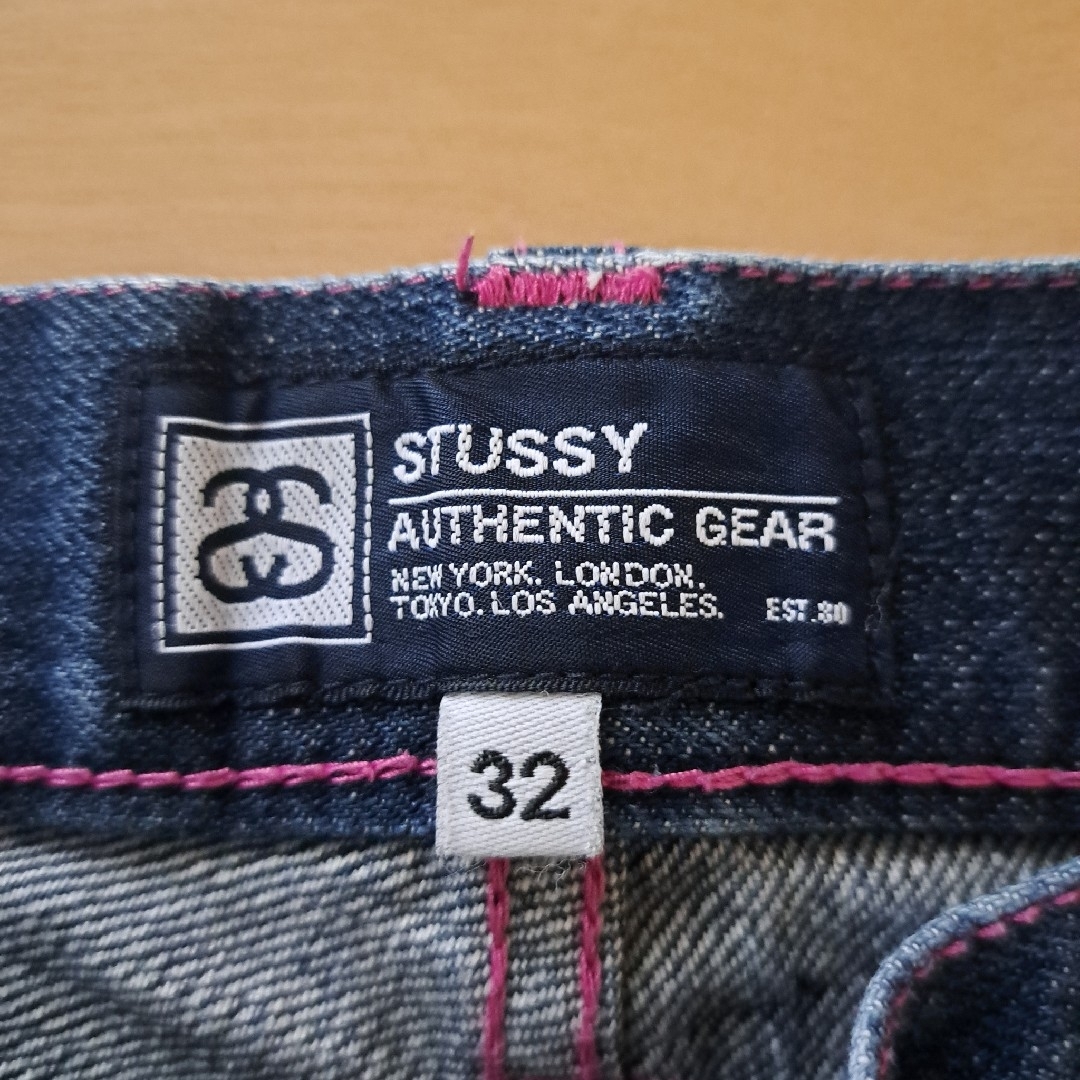 STUSSY
AUTHENTIC GEAR
NEW YORK. LONDON.
TOKYO. LOS ANGELES. EST.80
32